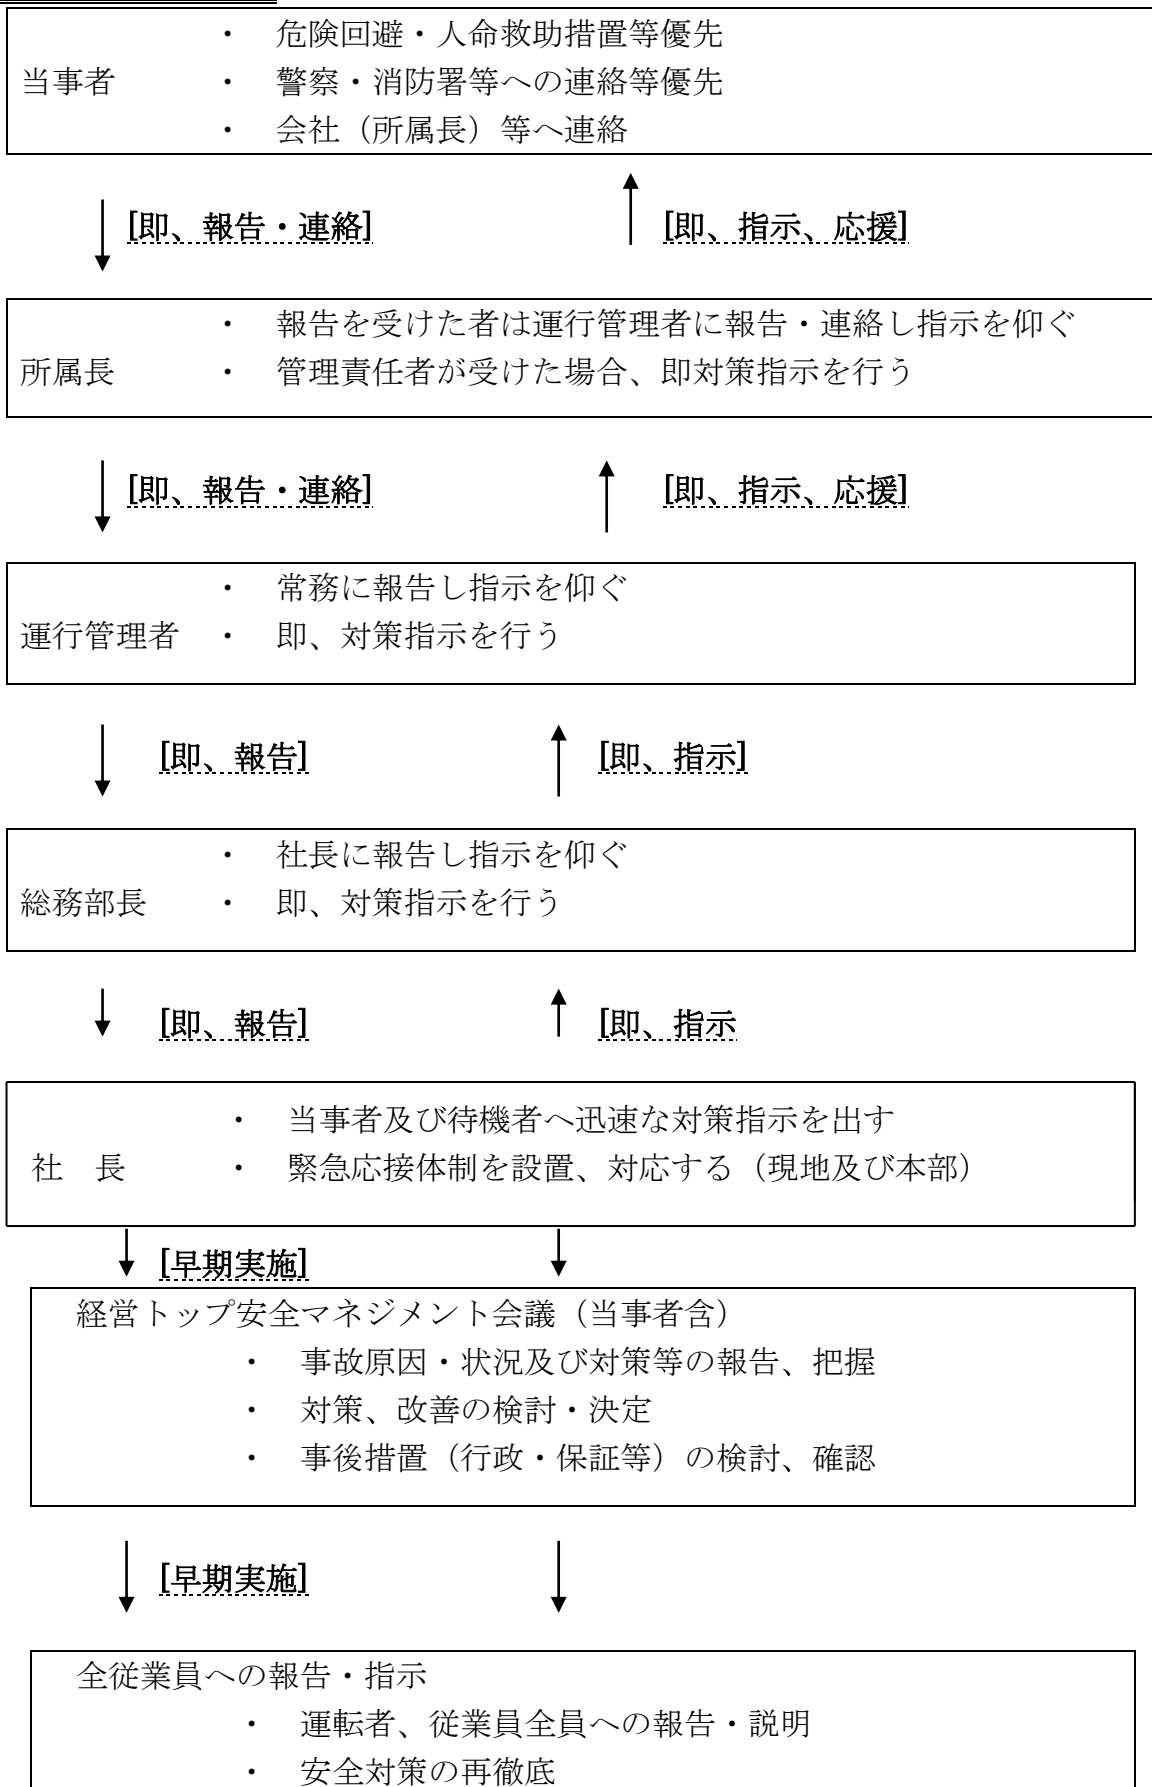 ・ 危険回避・人命救助措置等優先
当事者 ・ 警察・消防署等への連絡等優先
・ 会社（所属長）等へ連絡
[即、報告・連絡] [即、指示、応援]
・ 報告を受けた者は運行管理者に報告・連絡し指示を仰ぐ
所属長 ・ 管理責任者が受けた場合、即対策指示を行う
[即、報告・連絡] [即、指示、応援]
・ 常務に報告し指示を仰ぐ
運行管理者 ・ 即、対策指示を行う
[即、報告] [即、指示]
・ 社長に報告し指示を仰ぐ
総務部長 ・ 即、対策指示を行う
[即、報告] [即、指示
・ 当事者及び待機者へ迅速な対策指示を出す
社　長 ・ 緊急応接体制を設置、対応する（現地及び本部）
[早期実施]
経営トップ安全マネジメント会議（当事者含）
・ 事故原因・状況及び対策等の報告、把握
・ 対策、改善の検討・決定
・ 事後措置（行政・保証等）の検討、確認
[早期実施]
全従業員への報告・指示
・ 運転者、従業員全員への報告・説明
・ 安全対策の再徹底